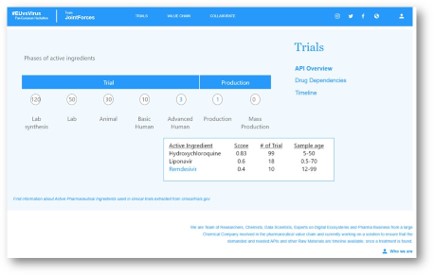 #EUvsVirus
The European Hackathon
Team
JointForces
TRIALS
VALUE CHAIN
COLLABORATE
Phases of active ingredients
Trials
API Overview
Drug Dependencies
Timeline
Trial
Production
120
50
30
10
3
1
0
Lab synthesis
Lab
Animal
Basic Human
Advanced Human
Production
Mass Production
Active Ingredient Score # of Trial Sample age
Hydroxychloroquine 0.83 99 5-50
Liponavir 0.6 18 0.5-70
Remdesivir 0.4 10 12-99
Find information about Active Pharmaceutical Ingredients used in clinical trials extracted from
We are Team of Researchers, Chemists, Data Scientists, Experts on Digital Ecosystems and Pharma Business from a large
Chemical Company involved in the pharmaceutical value chain and currently working on a solution to ensure that the
demanded and needed APIs and other Raw Materials are timelines available, once a treatment is found.
Who we are